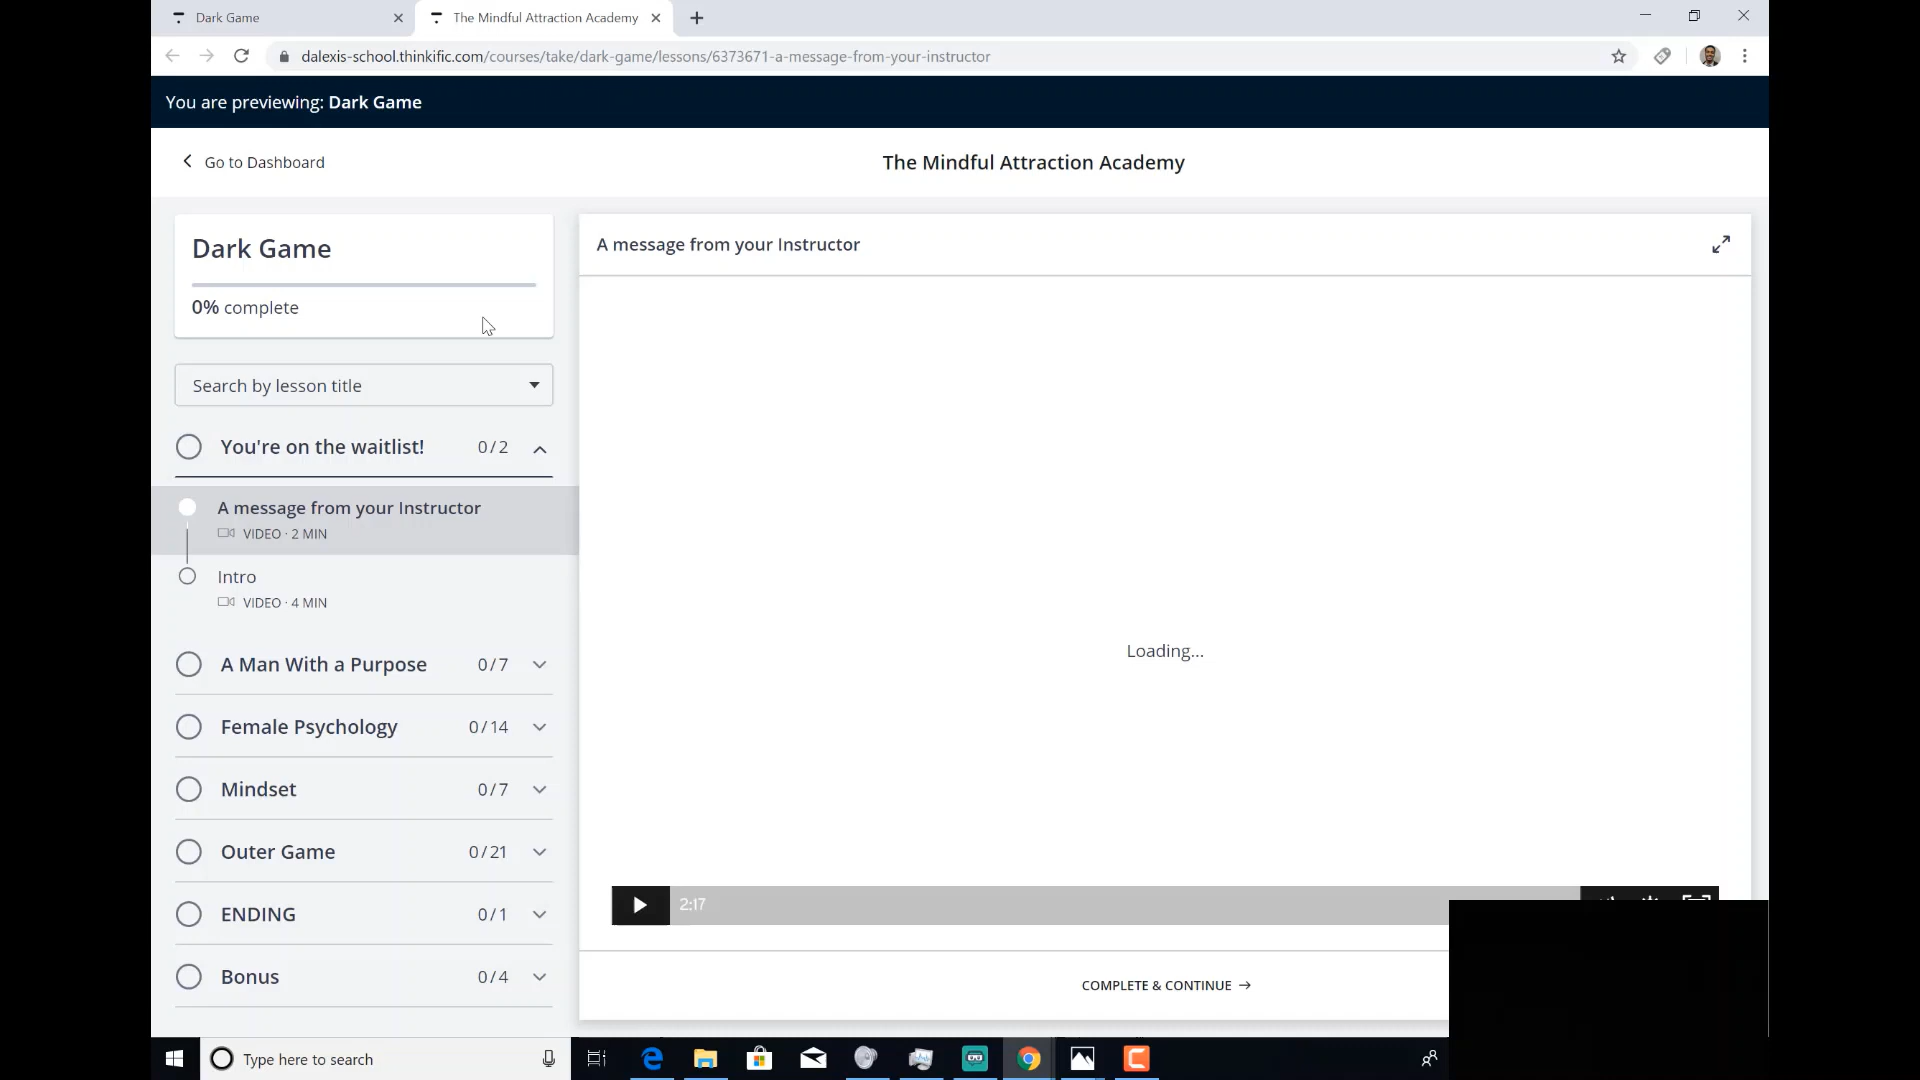 Dark Game
The Mindful Attraction Academy
dalexis-school.thinkific.com/courses/take/dark-game/lessons/6373671-a-message-from-your-instructor
You are previewing: Dark Game
Go to Dashboard
The Mindful Attraction Academy
Dark Game
0% complete
Search by lesson title
You're on the waitlist! 0/2
A message from your Instructor
VIDEO · 2 MIN
Intro
VIDEO · 4 MIN
A Man With a Purpose 0/7
Female Psychology 0/14
Mindset 0/7
Outer Game 0/21
ENDING 0/1
Bonus 0/4
A message from your Instructor
Loading...
2:17
COMPLETE & CONTINUE →
Type here to search